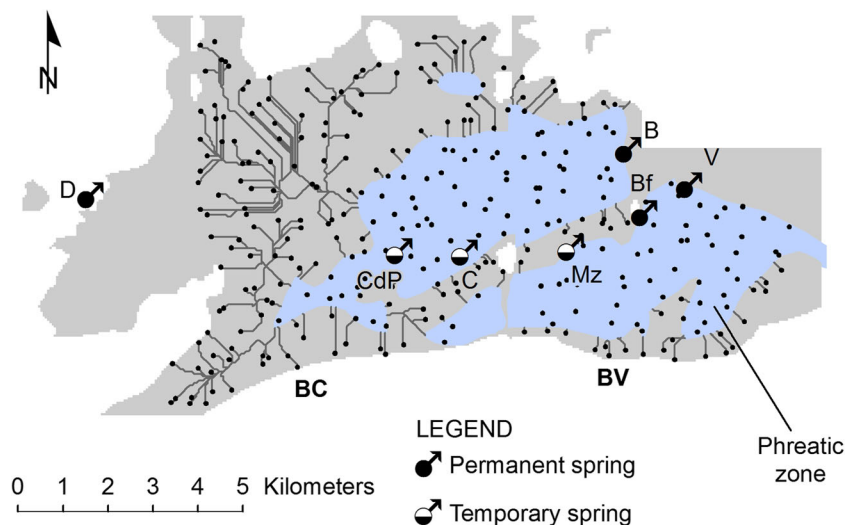 N
B
V
D
Bf
CdP
C
Mz
BC
BV
LEGEND
Permanent spring
Phreatic
zone
0 1 2 3 4 5 Kilometers
Temporary spring